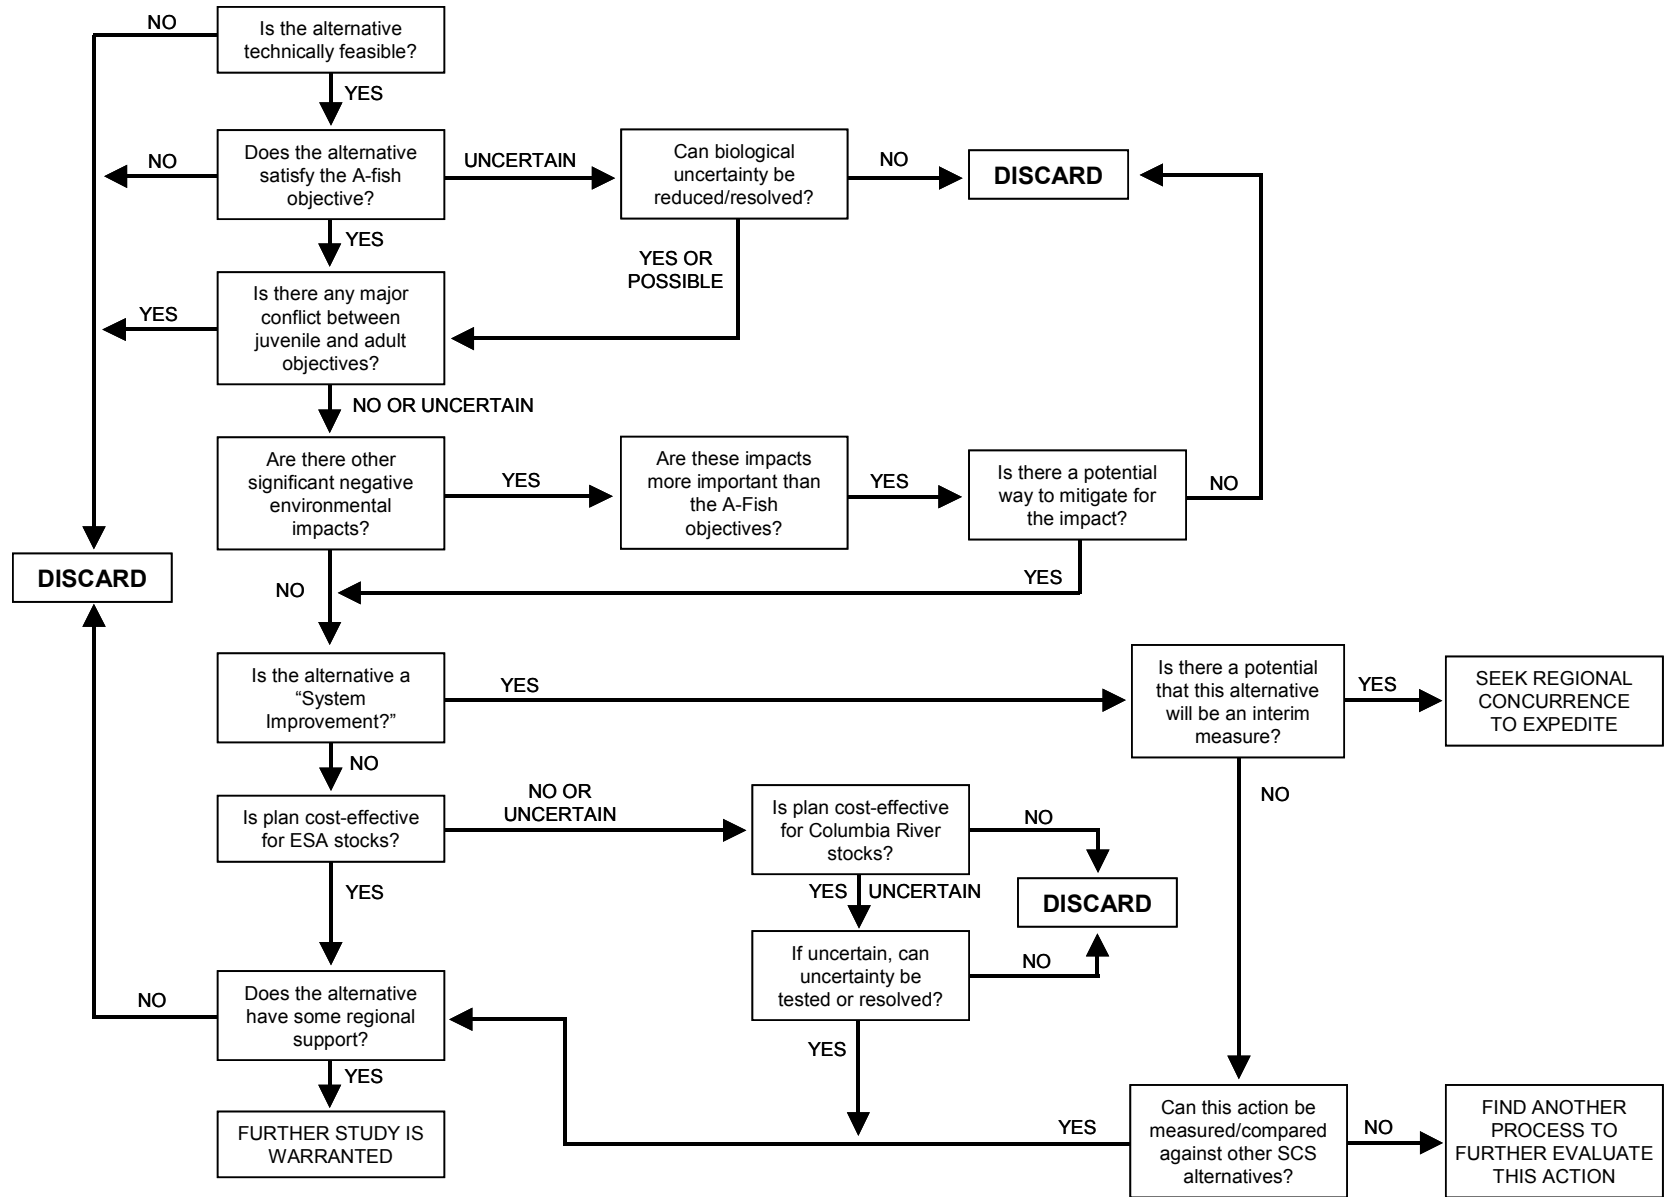 NO
Is the alternative
technically feasible?
YES
NO
Does the alternative
satisfy the A-fish
objective?
UNCERTAIN
Can biological
uncertainty be
reduced/resolved?
NO
DISCARD
YES
YES OR
POSSIBLE
YES
Is there any major
conflict between
juvenile and adult
objectives?
NO OR UNCERTAIN
Are there other
significant negative
environmental
impacts?
YES
Are these impacts
more important than
the A-Fish
objectives?
YES
Is there a potential
way to mitigate for
the impact?
NO
DISCARD
NO
YES
Is the alternative a
“System
Improvement?”
YES
Is there a potential
that this alternative
will be an interim
measure?
YES
SEEK REGIONAL
CONCURRENCE
TO EXPEDITE
NO
NO
Is plan cost-effective
for ESA stocks?
NO OR
UNCERTAIN
Is plan cost-effective
for Columbia River
stocks?
NO
YES
YES
UNCERTAIN
DISCARD
If uncertain, can
uncertainty be
tested or resolved?
NO
NO
Does the alternative
have some regional
support?
YES
YES
FURTHER STUDY IS
WARRANTED
YES
Can this action be
measured/compared
against other SCS
alternatives?
NO
FIND ANOTHER
PROCESS TO
FURTHER EVALUATE
THIS ACTION